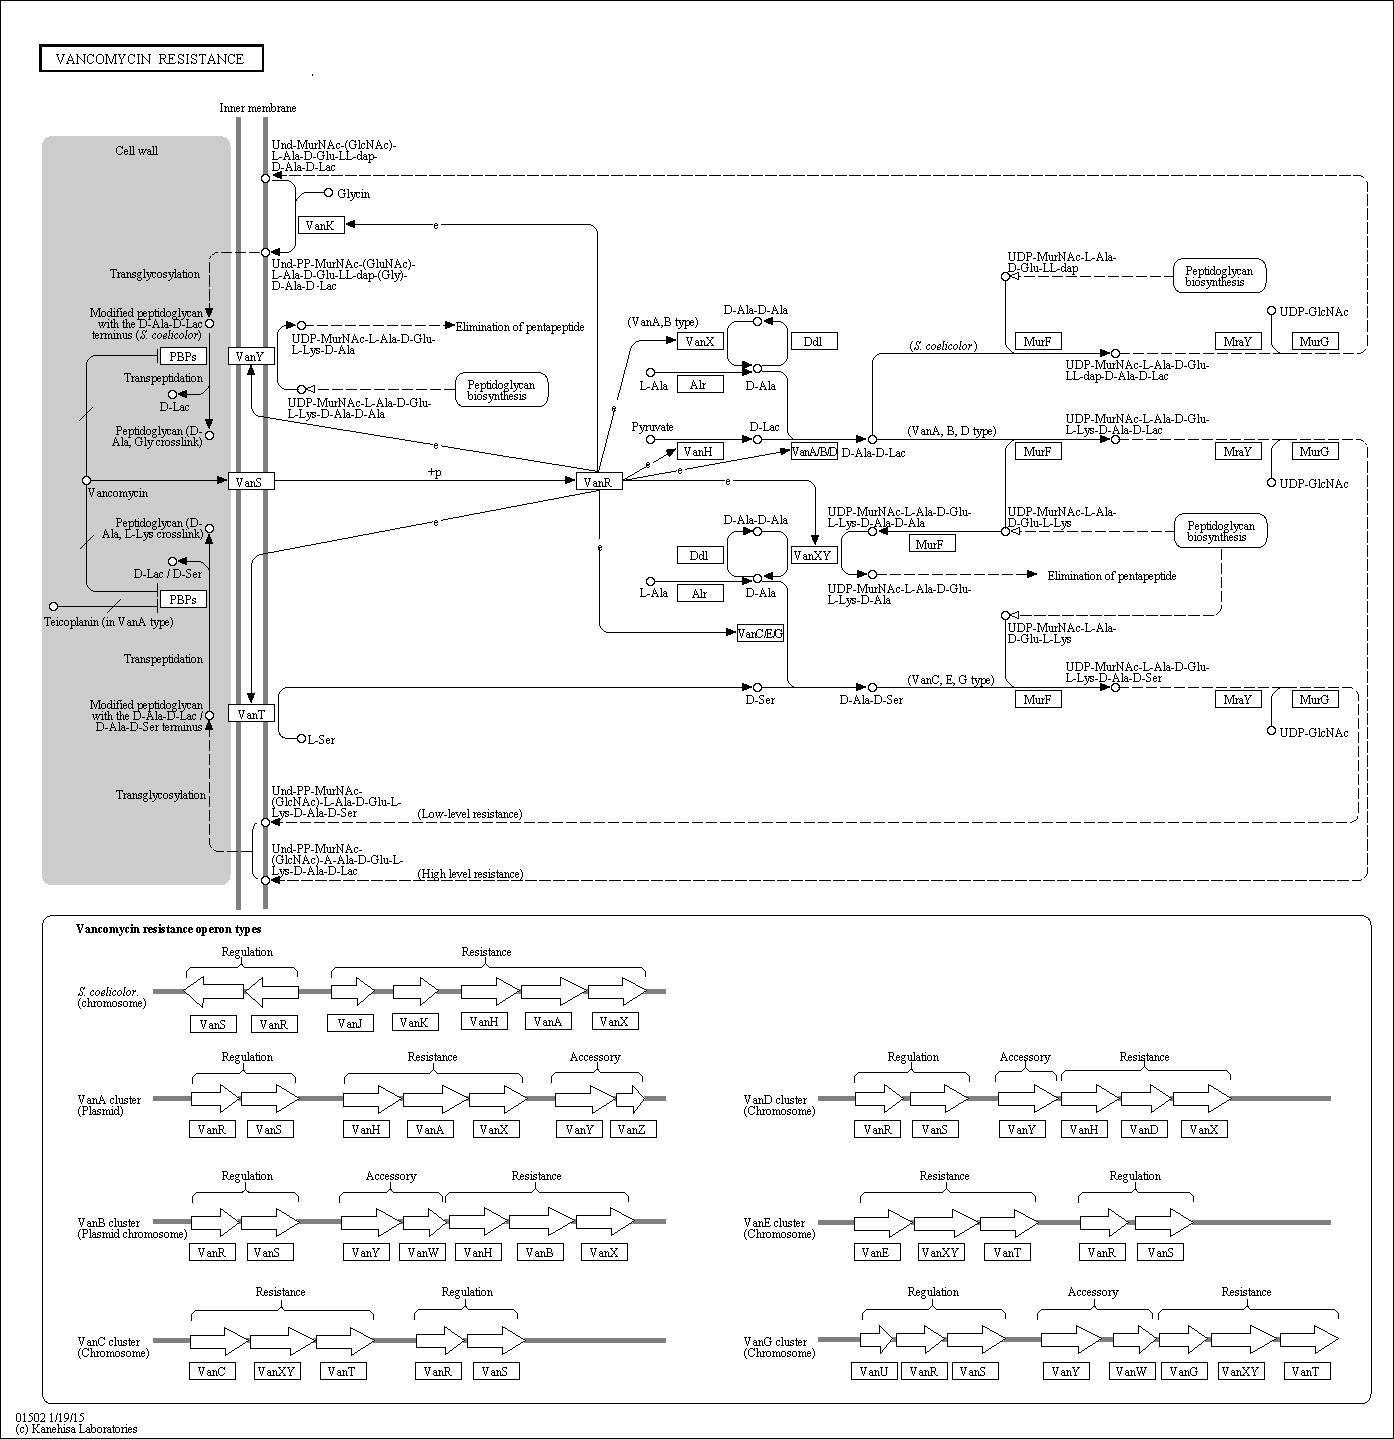 VANCOMYCIN RESISTANCE
Inner membrane
Cell wall
Und-MurNAc-(GlcNAc)-
L-Ala-D-Glu-LL-dap-
D-Ala-D-Lac
Glycin
VanK
e
Und-PP-MurNAc-(GluNAc)-
L-Ala-D-Glu-LL-dap-(Gly)-
D-Ala-D-Lac
Transglycosylation
Modified peptidoglycan
with the D-Ala-D-Lac
terminus (S. coelicolor)
PBPs
VanY
Transpeptidation
D-Lac
Peptidoglycan (D-
Ala, Gly crosslink)
UDP-MurNAc-L-Ala-D-Glu-
L-Lys-D-Ala
Elimination of pentapeptide
UDP-MurNAc-L-Ala-D-Glu-
L-Lys-D-Ala-D-Ala
Peptidoglycan
biosynthesis
e
Vancomycin
VanS
+p
VanR
e
e
e
e
e
e
Peptidoglycan (D-
Ala, L-Lys crosslink)
D-Lac / D-Ser
PBPs
Teicoplanin (in VanA type)
Transpeptidation
Modified peptidoglycan
with the D-Ala-D-Lac /
D-Ala-D-Ser terminus
VanT
L-Ser
Transglycosylation
(VanA,B type)
VanX
D-Ala-D-Ala
Ddl
L-Ala
Alr
D-Ala
Pyruvate
D-Lac
VanH
VanA/B/D
D-Ala-D-Lac
(S. coelicolor)
(VanA, B, D type)
UDP-MurNAc-L-Ala-
D-Glu-LL-dap
Peptidoglycan
biosynthesis
UDP-GlcNAc
MurF
MraY
MurG
UDP-MurNAc-L-Ala-D-Glu-
LL-dap-D-Ala-D-Lac
UDP-MurNAc-L-Ala-D-Glu-
L-Lys-D-Ala-D-Lac
MurF
MraY
MurG
UDP-GlcNAc
D-Ala-D-Ala
Ddl
VanXY
L-Ala
Alr
D-Ala
UDP-MurNAc-L-Ala-D-Glu-
L-Lys-D-Ala-D-Ala
MurF
UDP-MurNAc-L-Ala-
D-Glu-L-Lys
Peptidoglycan
biosynthesis
Elimination of pentapeptide
UDP-MurNAc-L-Ala-D-Glu-
L-Lys-D-Ala
UDP-MurNAc-L-Ala-
D-Glu-L-Lys
VanC/E/G
D-Ser
D-Ala-D-Ser
(VanC, E, G type)
UDP-MurNAc-L-Ala-D-Glu-
L-Lys-D-Ala-D-Ser
MurF
MraY
MurG
UDP-GlcNAc
Und-PP-MurNAc-
(GlcNAc)-L-Ala-D-Glu-L-
Lys-D-Ala-D-Ser
(Low-level resistance)
Und-PP-MurNAc-
(GlcNAc)-A-Ala-D-Glu-L-
Lys-D-Ala-D-Lac
(High level resistance)
Vancomycin resistance operon types
Regulation Resistance
S. coelicolor.
(chromosome)
VanS VanR VanJ VanK VanH VanA VanX
Regulation Resistance Accessory
VanA cluster
(Plasmid)
VanR VanS VanH VanA VanX VanY VanZ
Regulation Accessory Resistance
VanD cluster
(Chromosome)
VanR VanS VanY VanH VanD VanX
Regulation Accessory Resistance
VanB cluster
(Plasmid chromosome)
VanR VanS VanY VanW VanH VanB VanX
Resistance Regulation
VanE cluster
(Chromosome)
VanE VanXY VanT VanR VanS
Resistance Regulation
VanC cluster
(Chromosome)
VanC VanXY VanT VanR VanS
Regulation Accessory Resistance
VanG cluster
(Chromosome)
VanU VanR VanS VanY VanW VanG VanXY VanT
01502 1/19/15
(c) Kanehisa Laboratories